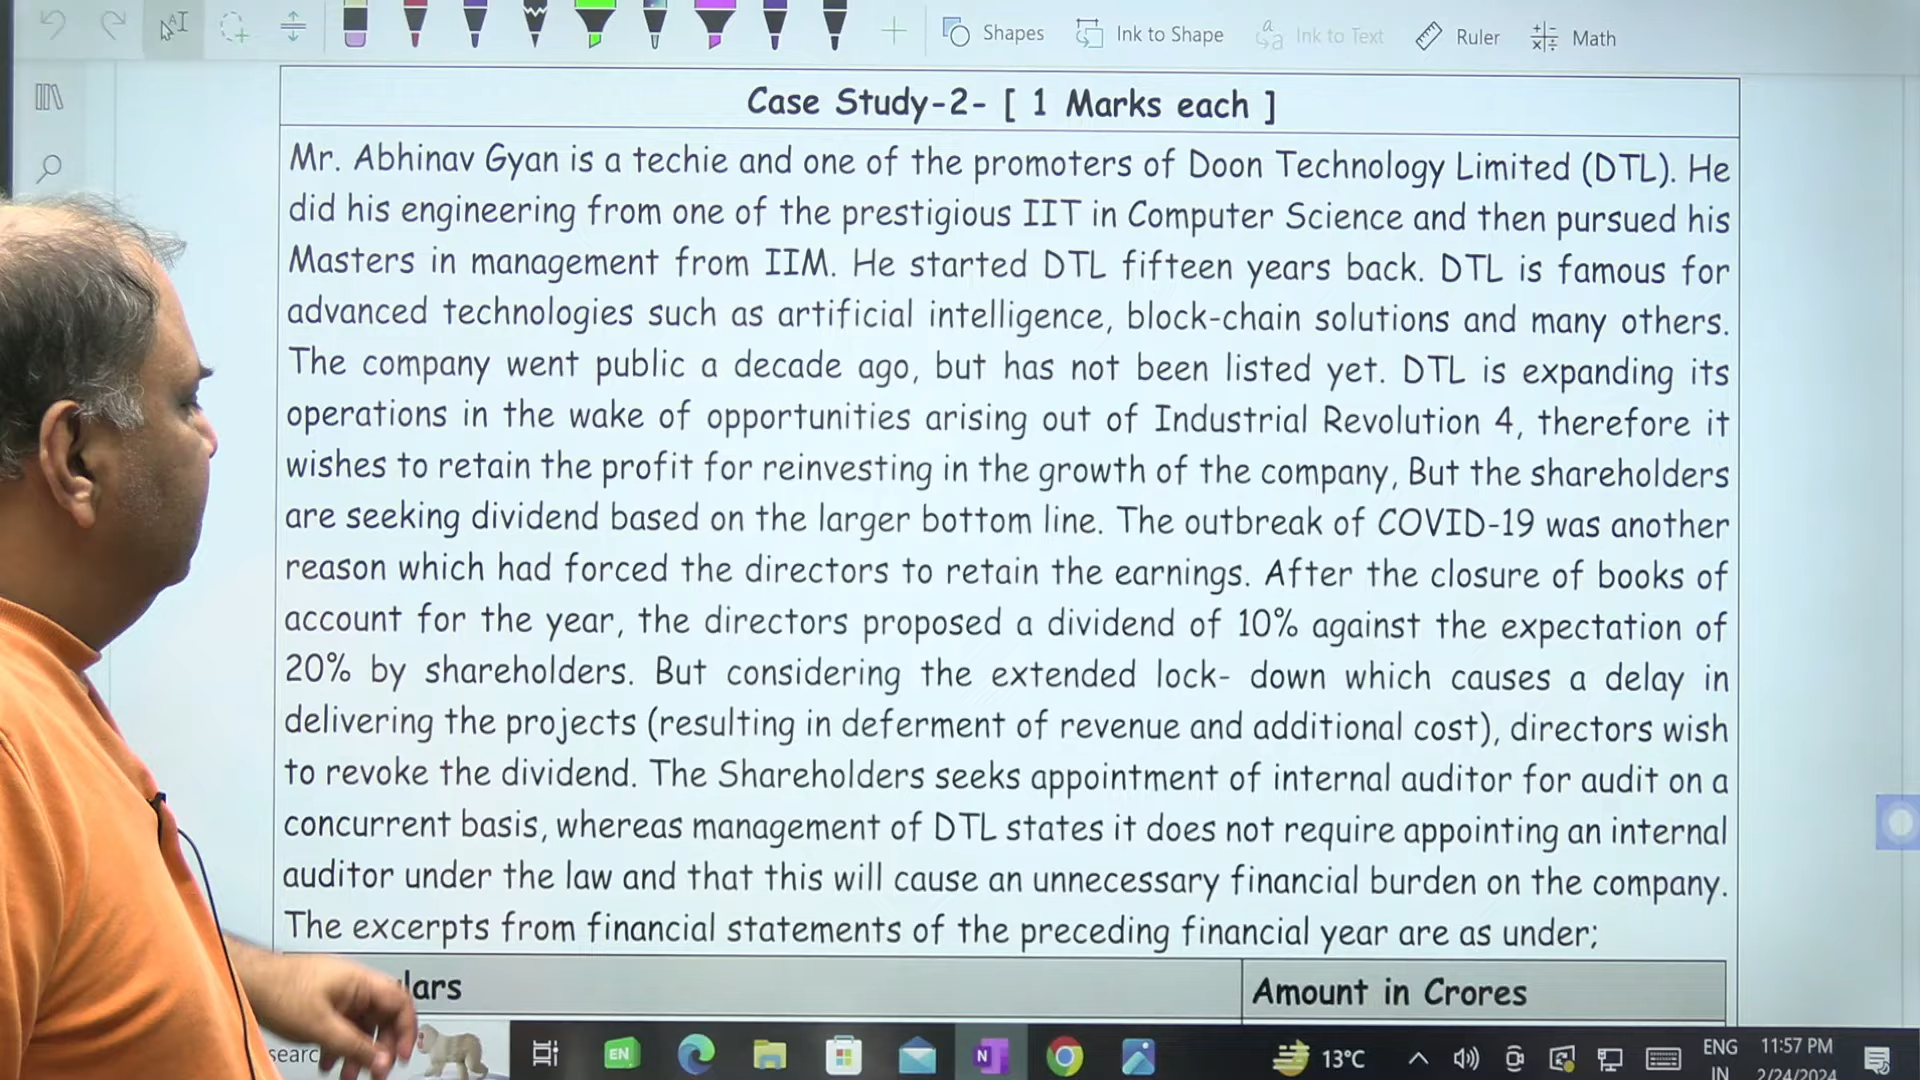 Shapes Ink to Shape Ink to Text Ruler Math
Case Study-2- [ 1 Marks each ]
Mr. Abhinav Gyan is a techie and one of the promoters of Doon Technology Limited (DTL). He
did his engineering from one of the prestigious IIT in Computer Science and then pursued his
Masters in management from IIM. He started DTL fifteen years back. DTL is famous for
advanced technologies such as artificial intelligence, block-chain solutions and many others.
The company went public a decade ago, but has not been listed yet. DTL is expanding its
operations in the wake of opportunities arising out of Industrial Revolution 4, therefore it
wishes to retain the profit for reinvesting in the growth of the company, But the shareholders
are seeking dividend based on the larger bottom line. The outbreak of COVID-19 was another
reason which had forced the directors to retain the earnings. After the closure of books of
account for the year, the directors proposed a dividend of 10% against the expectation of
20% by shareholders. But considering the extended lock- down which causes a delay in
delivering the projects (resulting in deferment of revenue and additional cost), directors wish
to revoke the dividend. The Shareholders seeks appointment of internal auditor for audit on a
concurrent basis, whereas management of DTL states it does not require appointing an internal
auditor under the law and that this will cause an unnecessary financial burden on the company.
The excerpts from financial statements of the preceding financial year are as under;
lars Amount in Crores
searc EN N 13°C ENG 11:57 PM
IN 2/24/2024